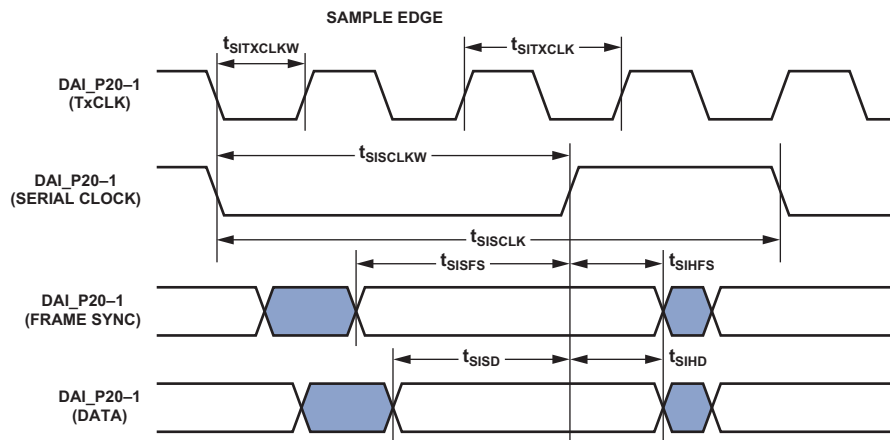 SAMPLE EDGE
tSITXCLKW
tSITXCLK
DAI_P20–1
(TxCLK)
tSISCLKW
DAI_P20–1
(SERIAL CLOCK)
tSISCLK
tSISFS
tSIHFS
DAI_P20–1
(FRAME SYNC)
tSISD
tSIHD
DAI_P20–1
(DATA)